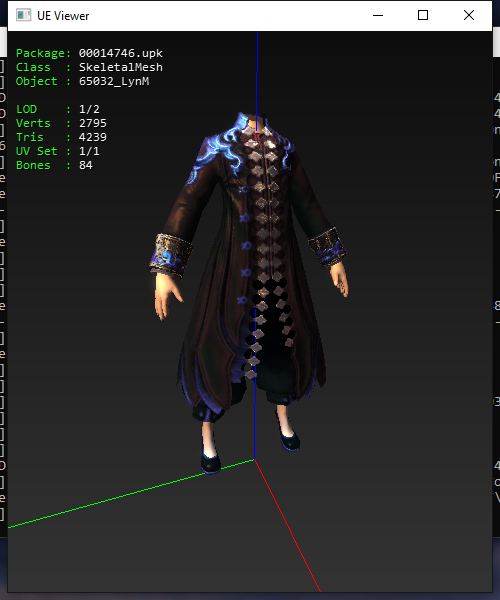 UE Viewer
Package: 00014746.upk
Class : SkeletalMesh
Object : 65032_LynM
LOD : 1/2
Verts : 2795
Tris : 4239
UV Set : 1/1
Bones : 84